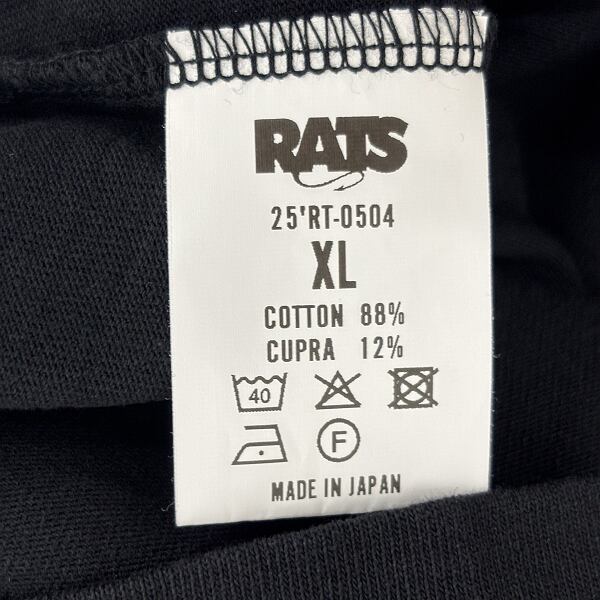 RATS
25'RT-0504
XL
COTTON 88%
CUPRA 12%
40
F
MADE IN JAPAN